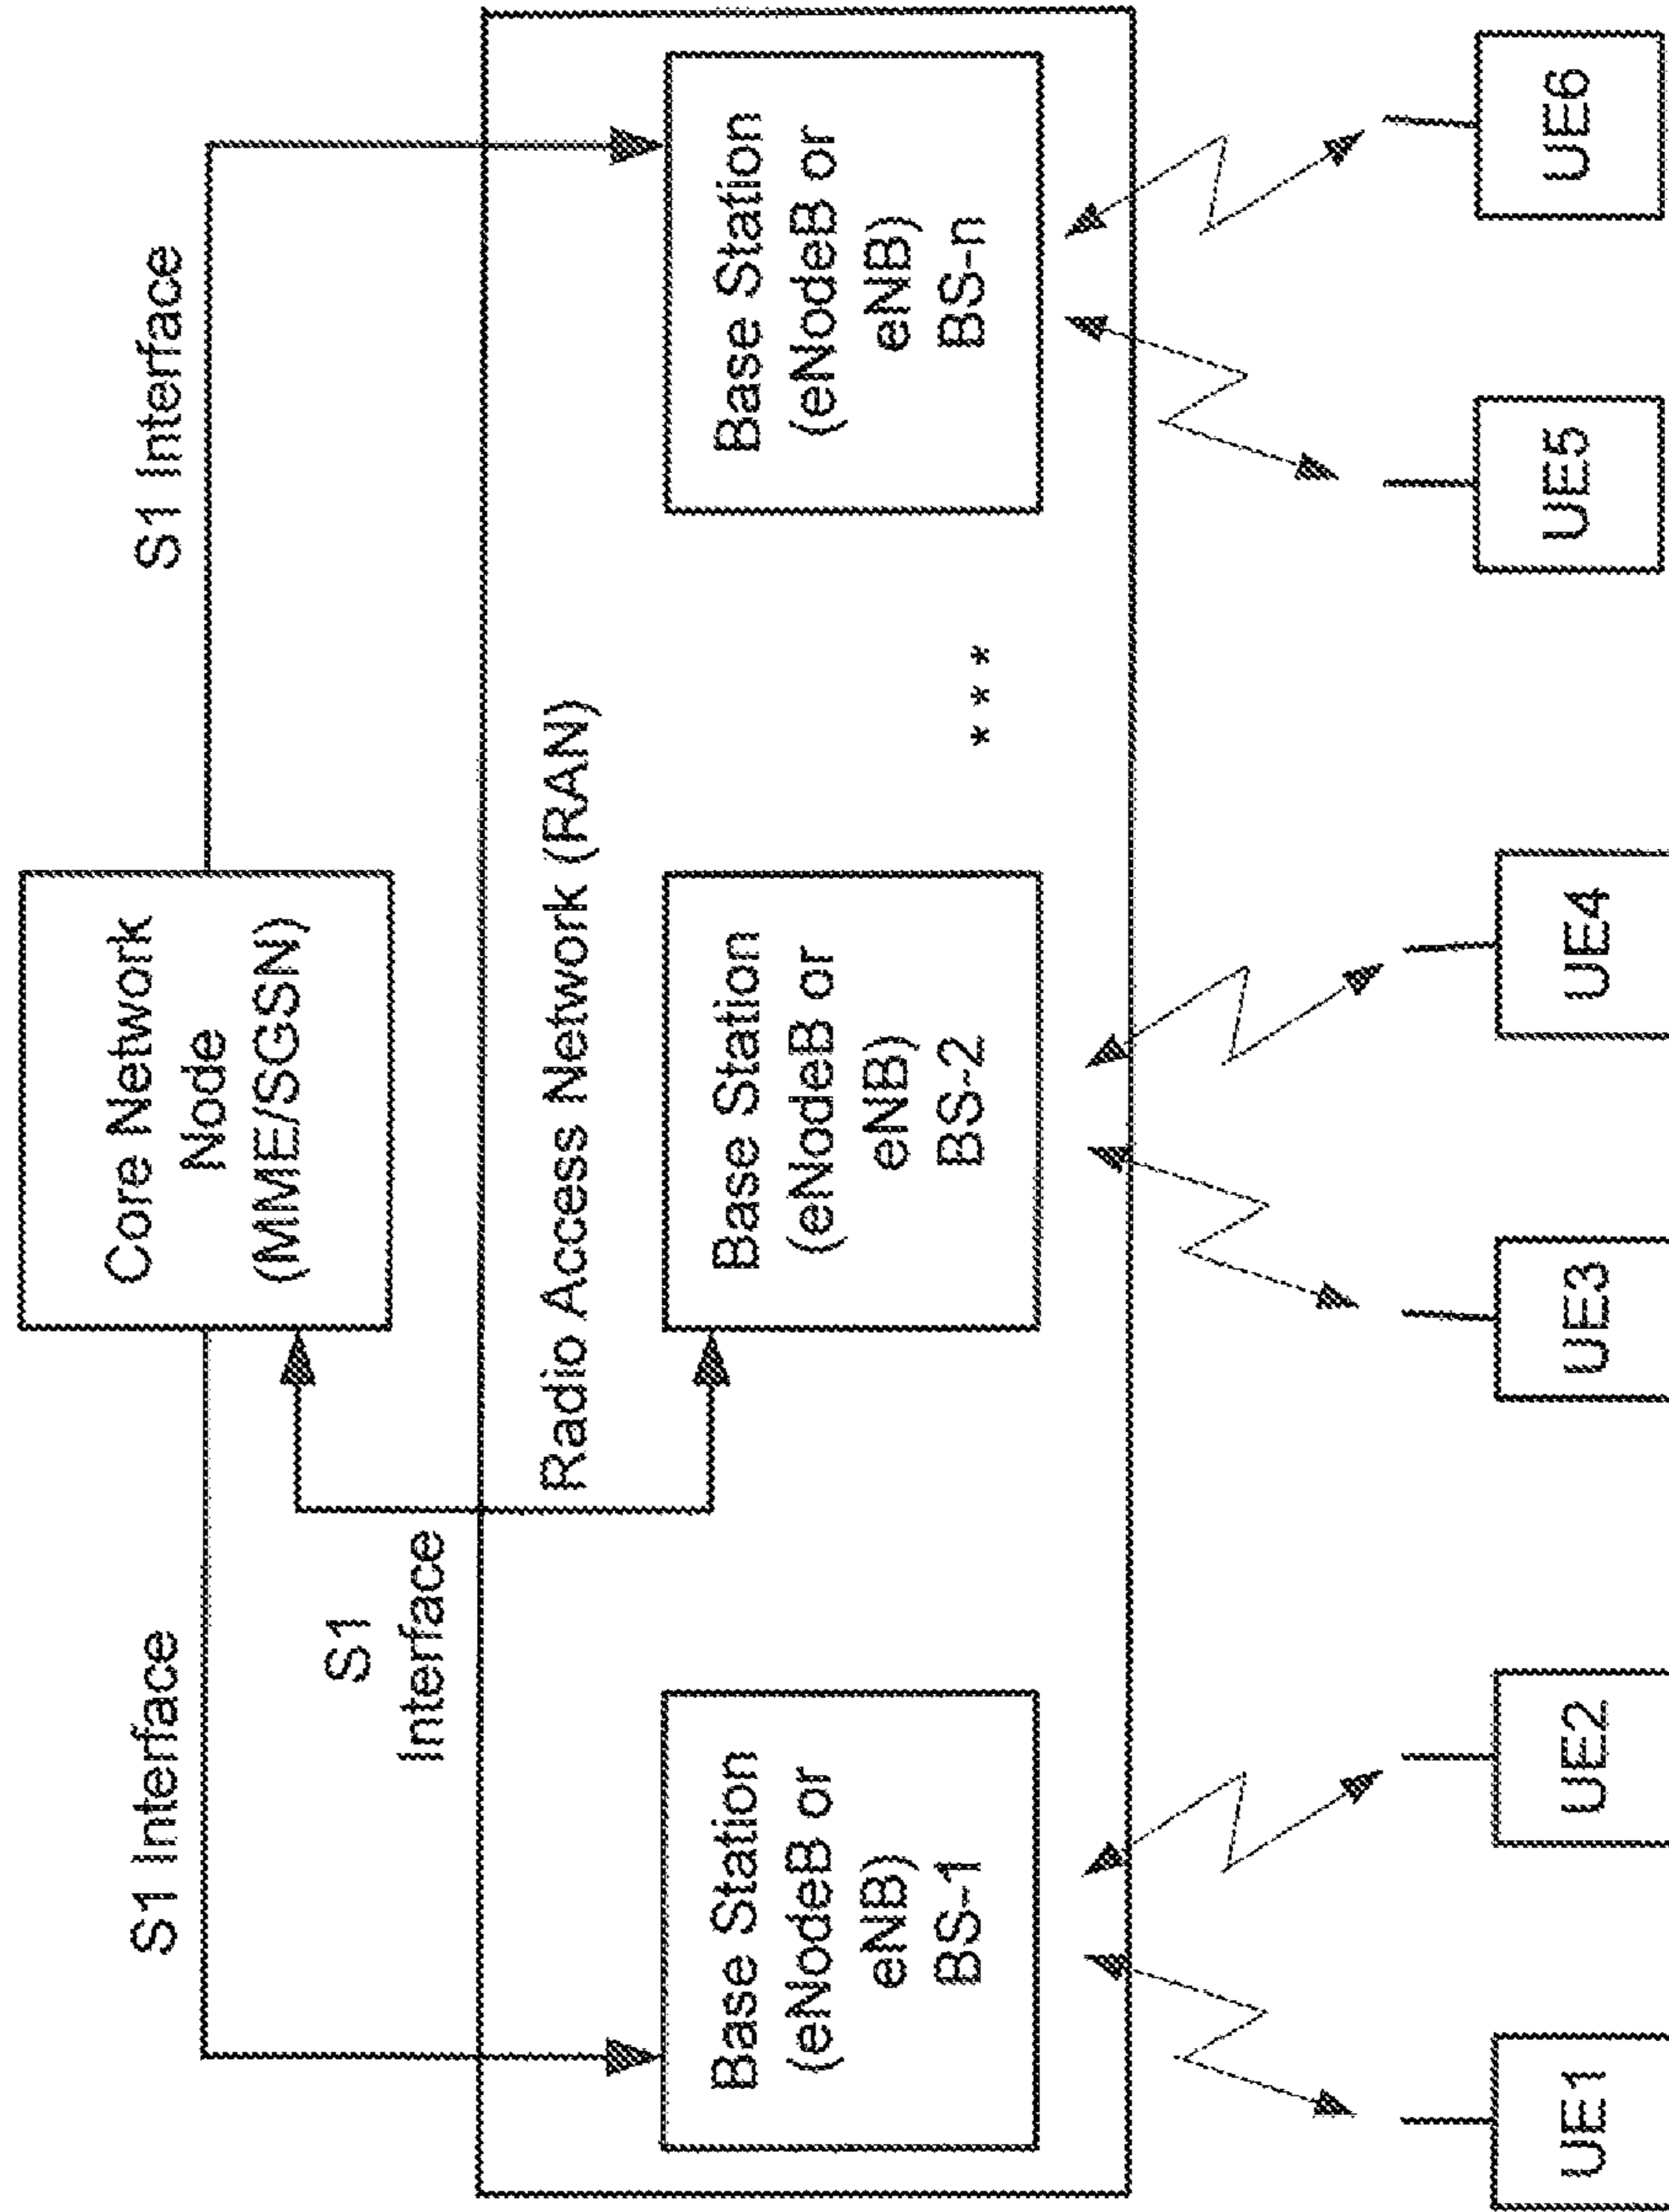 Core Network
Node
(MME/SGSN)
S1 Interface
S1 Interface
S1
Interface
Radio Access Network (RAN)
Base Station
(eNodeB or
eNB)
BS-1
Base Station
(eNodeB or
eNB)
BS-2
* * *
Base Station
(eNodeB or
eNB)
BS-n
UE1
UE2
UE3
UE4
UE5
UE6